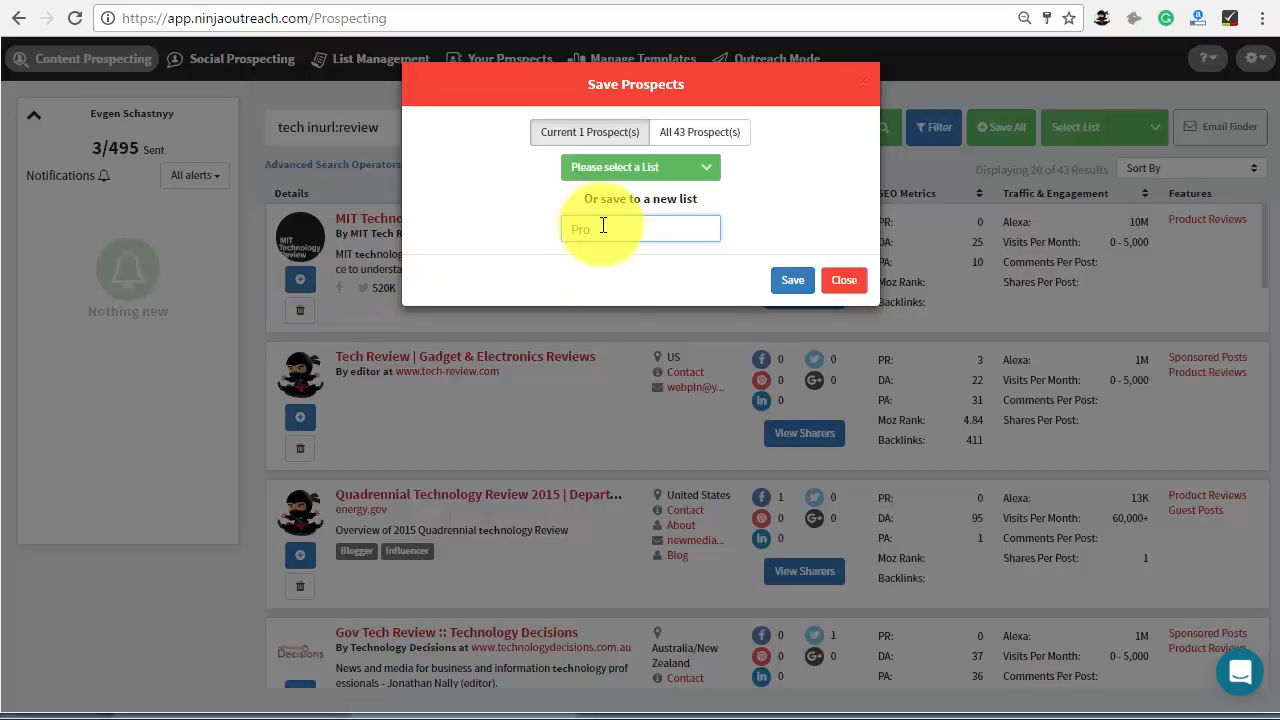 https://app.ninjaoutreach.com/Prospecting
Content Prospecting
Social Prospecting
List Management
Your Prospects
Manage Templates
Outreach Mode
?
Save Prospects
×
Current 1 Prospect(s)
All 43 Prospect(s)
Please select a List
Or save to a new list
Pro
Save
Close
Evgen Schastnyy
3/495 Sent
Notifications
All alerts
Nothing new
tech inurl:review
Filter
Save All
Select List
Email Finder
Advanced Search Operators
Displaying 20 of 43 Results
Sort By
Details
SEO Metrics
Traffic & Engagement
Features
MIT Technology Review
MIT Techno
By MIT Tech R
MIT technolo
ce to understa
520K
PR: 0
DA: 25
PA: 10
Moz Rank:
Backlinks:
Alexa: 10M
Visits Per Month: 0 - 5,000
Comments Per Post:
Shares Per Post:
Product Reviews
Tech Review | Gadget & Electronics Reviews
By editor at www.tech-review.com
US
Contact
webpln@y...
0
0
0
0
0
View Sharers
PR: 3
DA: 22
PA: 31
Moz Rank: 4.84
Backlinks: 411
Alexa: 1M
Visits Per Month: 0 - 5,000
Comments Per Post:
Shares Per Post:
Sponsored Posts
Product Reviews
Quadrennial Technology Review 2015 | Depart...
energy.gov
Overview of 2015 Quadrennial technology Review
Blogger
Influencer
United States
Contact
About
newmedia...
Blog
1
0
0
0
0
View Sharers
PR: 0
DA: 95
PA: 1
Moz Rank:
Backlinks:
Alexa: 13K
Visits Per Month: 60,000+
Comments Per Post:
Shares Per Post: 1
Product Reviews
Guest Posts
Decisions
Gov Tech Review :: Technology Decisions
By Technology Decisions at www.technologydecisions.com.au
News and media for business and information technology prof
essionals - Jonathan Nally (editor).
Australia/New
Zealand
Contact
0
1
0
0
0
PR: 0
DA: 37
PA: 36
Alexa: 1M
Visits Per Month: 0 - 5,000
Comments Per Post:
Sponsored Posts
Product Reviews